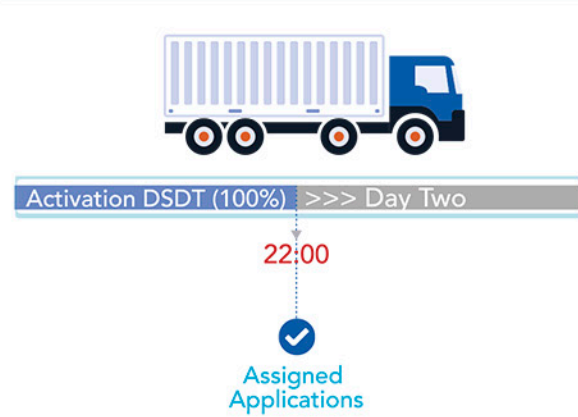 Activation DSDT (100%) >>> Day Two
22:00
Assigned
Applications